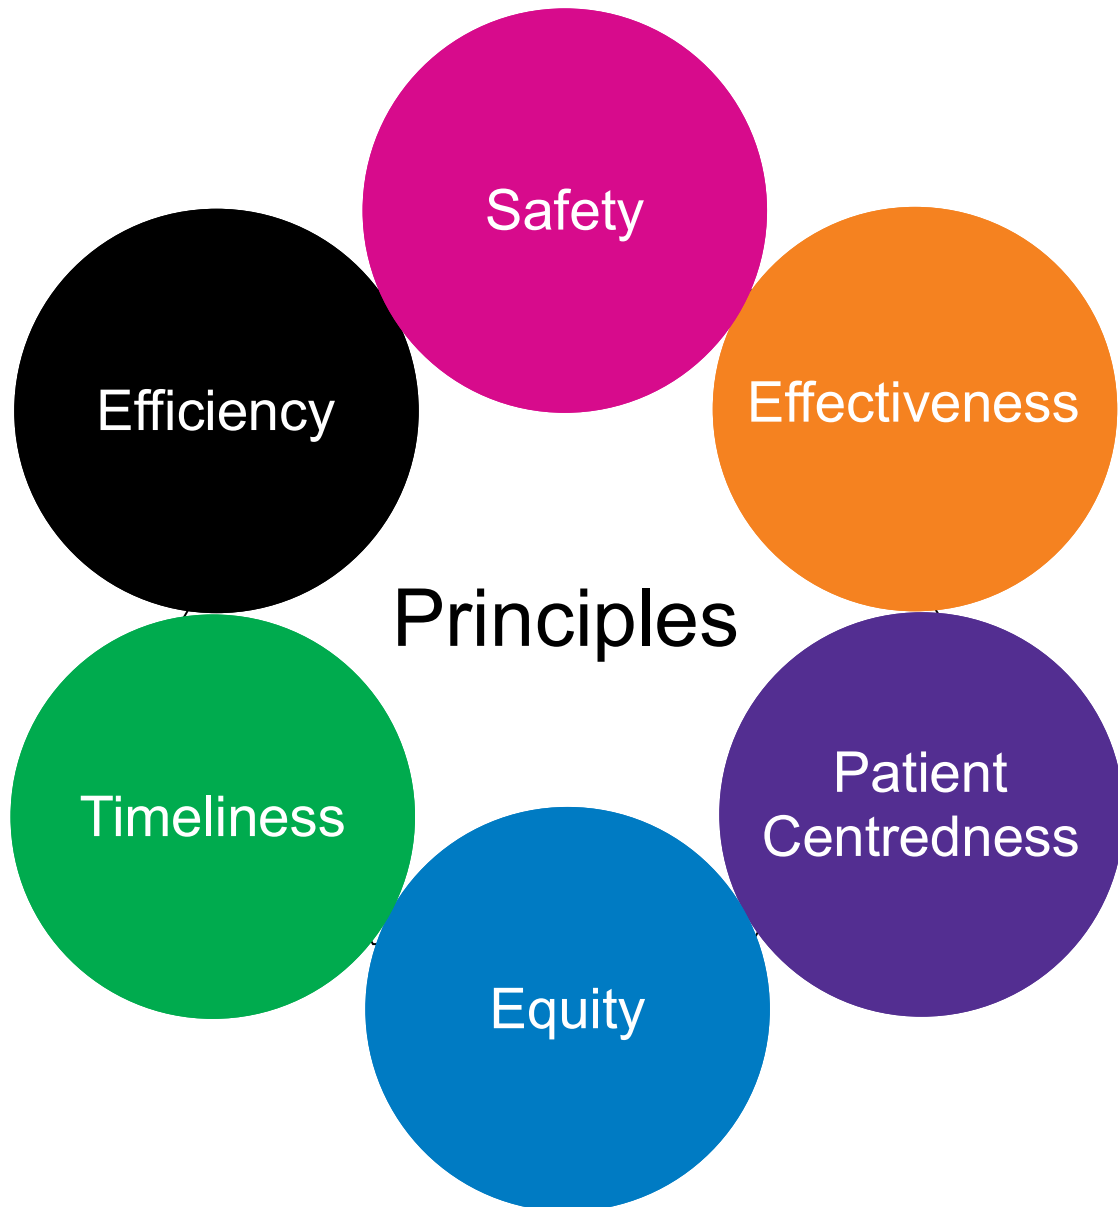 Safety
Effectiveness
Efficiency
Principles
Patient
Centredness
Timeliness
Equity